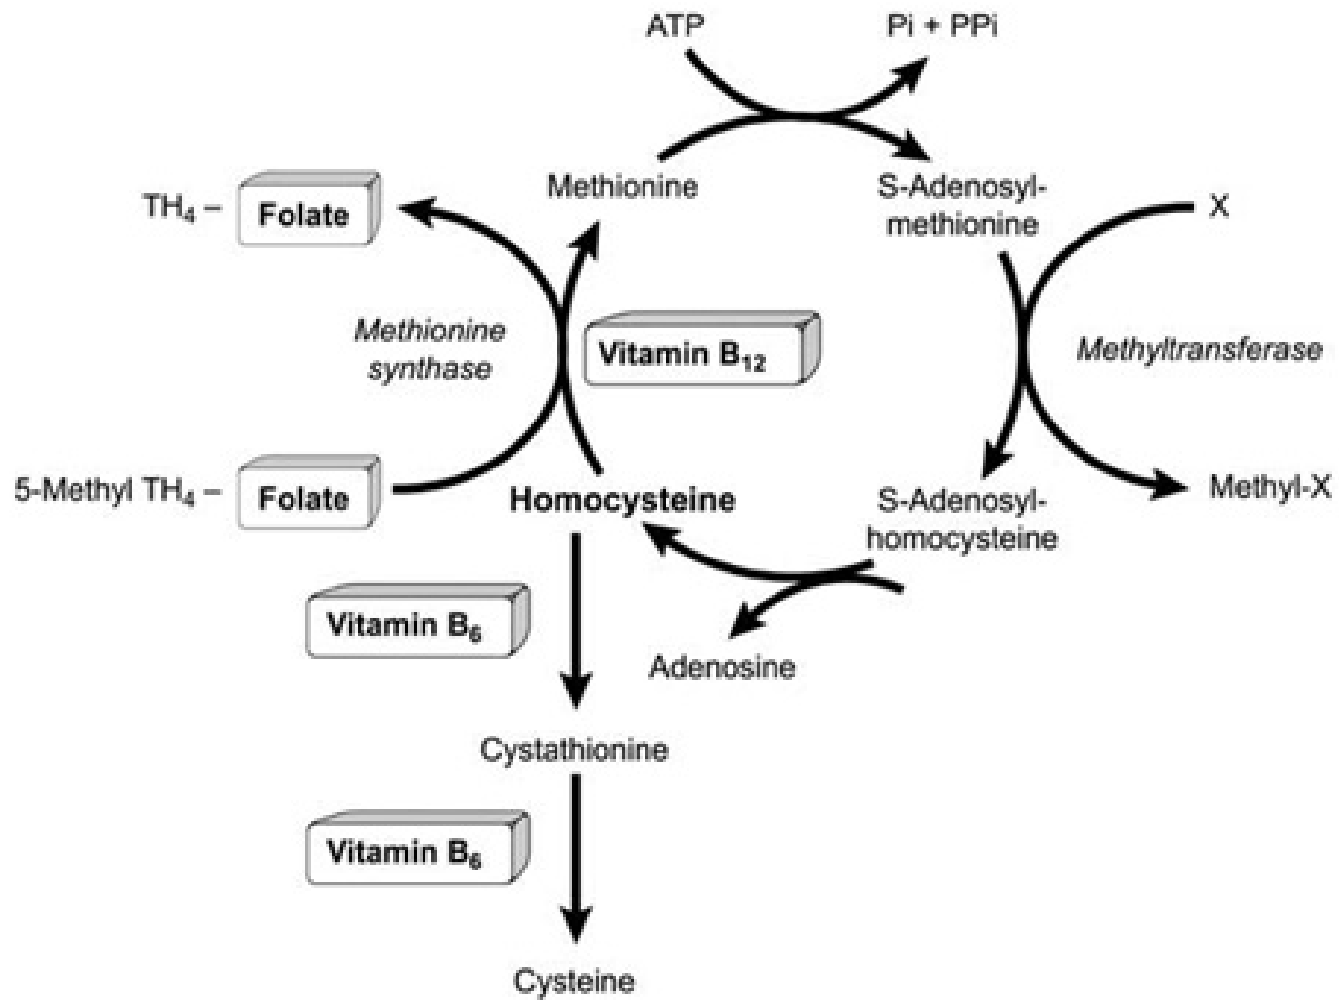 ATP
Pi + PPi
Methionine
S-Adenosyl-
methionine
TH₄ – Folate
X
Methionine
synthase
Vitamin B₁₂
Methyltransferase
5-Methyl TH₄ – Folate
Homocysteine
S-Adenosyl-
homocysteine
Methyl-X
Vitamin B₆
Adenosine
Cystathionine
Vitamin B₆
Cysteine